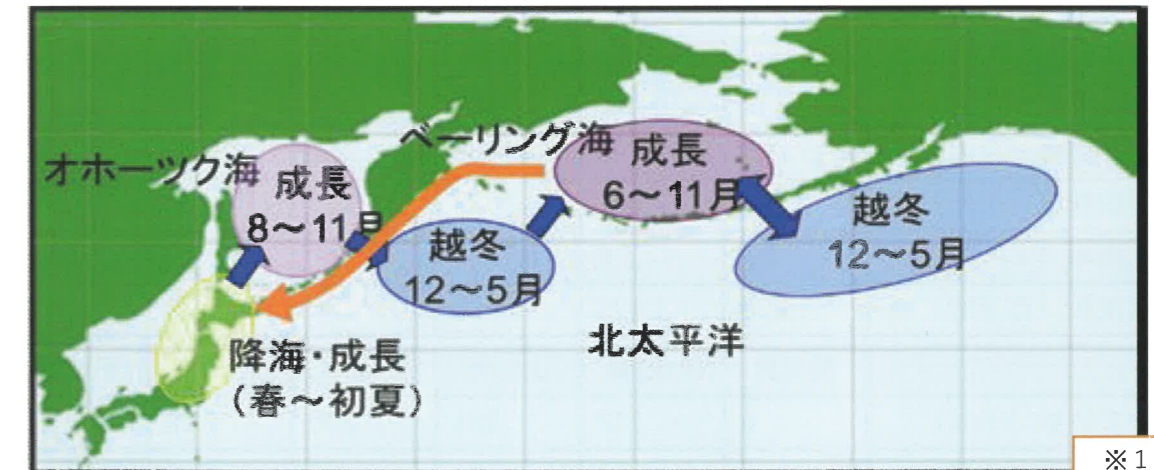 ベーリング海
オホーツク海
成長
8～11月
成長
6～11月
越冬
12～5月
越冬
12～5月
北太平洋
降海・成長
（春～初夏）
※1